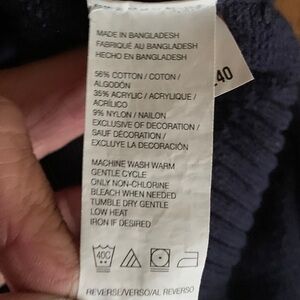 MADE IN BANGLADESH
FABRIQUÉ AU BANGLADESH
HECHO EN BANGLADESH
56% COTTON / COTON /
ALGODÓN
35% ACRYLIC / ACRYLIQUE /
ACRÍLICO
9% NYLON / NAILON
EXCLUSIVE OF DECORATION /
SAUF DÉCORATION /
EXCLUYE LA DECORACIÓN
MACHINE WASH WARM
GENTLE CYCLE
ONLY NON-CHLORINE
BLEACH WHEN NEEDED
TUMBLE DRY GENTLE
LOW HEAT
IRON IF DESIRED
40C
REVERSE/VERSO/AL REVERSO
40